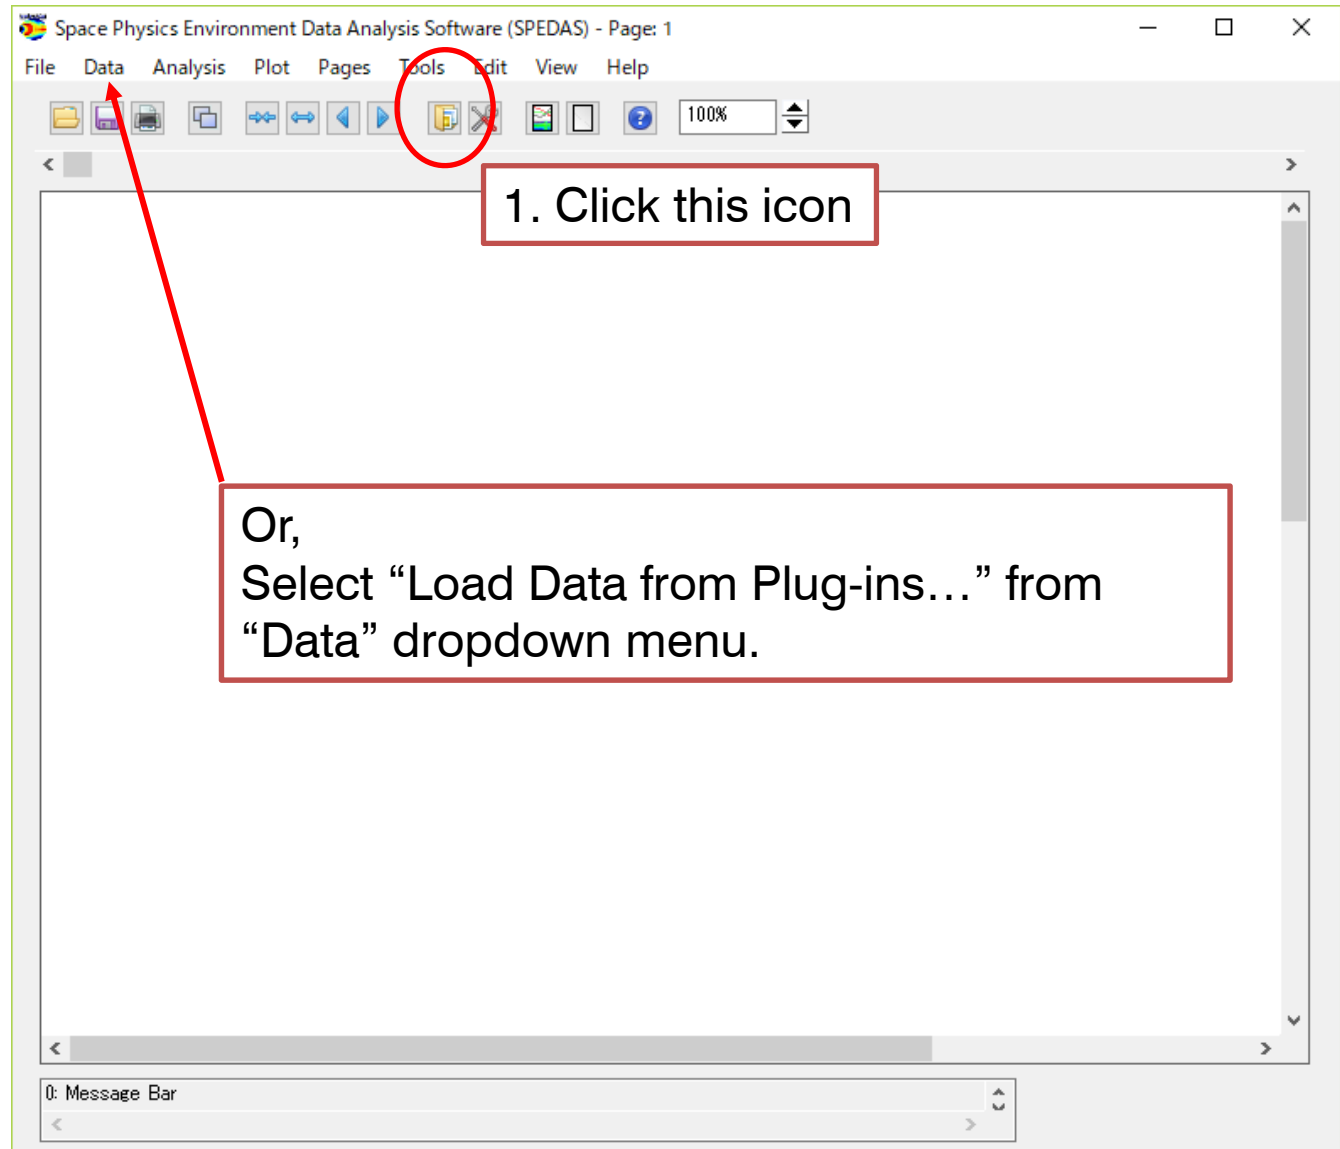 Space Physics Environment Data Analysis Software (SPEDAS) - Page: 1
File Data Analysis Plot Pages Tools Edit View Help
100%
1. Click this icon
Or,
Select “Load Data from Plug-ins…” from
“Data” dropdown menu.
0: Message Bar